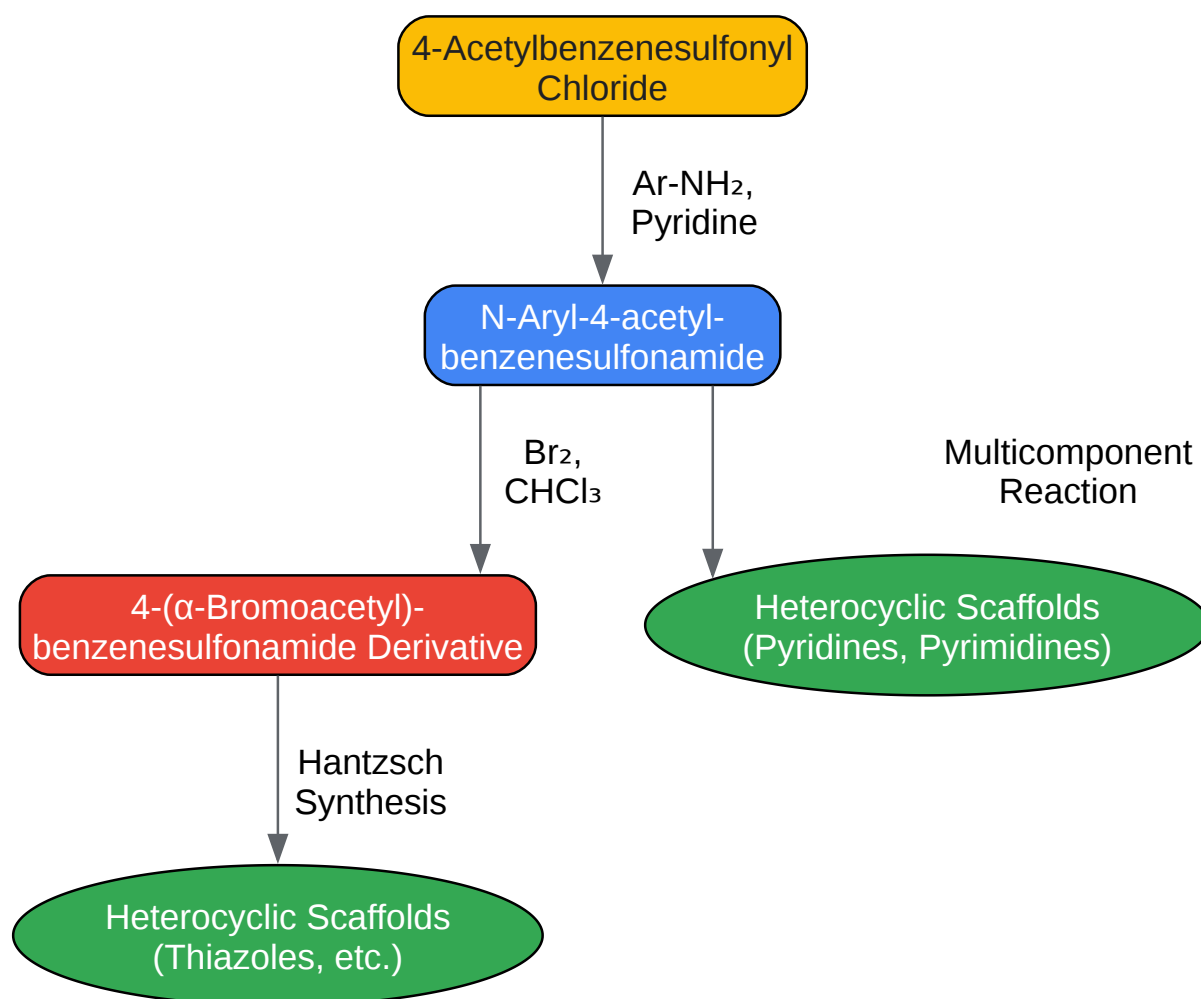 4-Acetylbenzenesulfonyl
Chloride
Ar-NH₂,
Pyridine
N-Aryl-4-acetyl-
benzenesulfonamide
Br₂,
CHCl₃
Multicomponent
Reaction
4-(α-Bromoacetyl)-
benzenesulfonamide Derivative
Heterocyclic Scaffolds
(Pyridines, Pyrimidines)
Hantzsch
Synthesis
Heterocyclic Scaffolds
(Thiazoles, etc.)